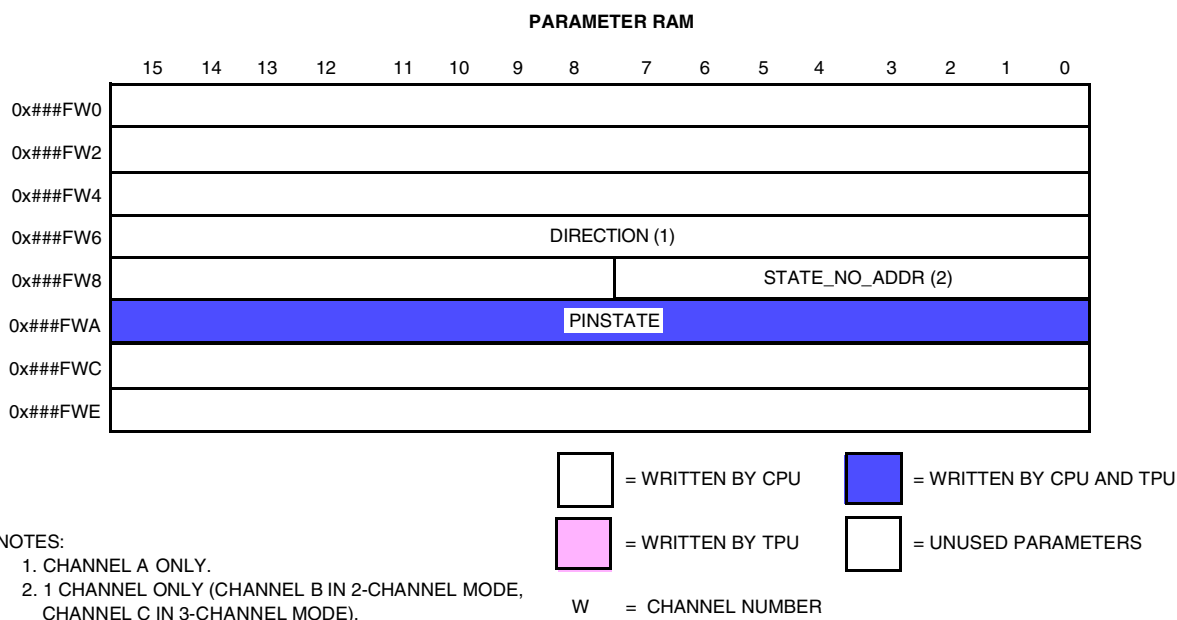 PARAMETER RAM
15 14 13 12 11 10 9 8 7 6 5 4 3 2 1 0
0x###FW0
0x###FW2
0x###FW4
0x###FW6 DIRECTION (1)
0x###FW8 STATE_NO_ADDR (2)
0x###FWA PINSTATE
0x###FWC
0x###FWE
= WRITTEN BY CPU = WRITTEN BY CPU AND TPU
= WRITTEN BY TPU = UNUSED PARAMETERS
W = CHANNEL NUMBER
NOTES:
1. CHANNEL A ONLY.
2. 1 CHANNEL ONLY (CHANNEL B IN 2-CHANNEL MODE,
CHANNEL C IN 3-CHANNEL MODE).